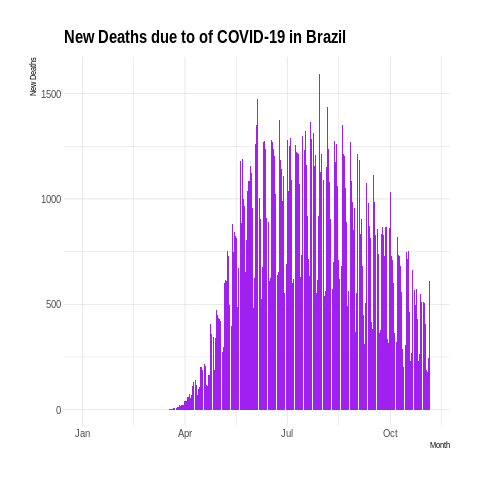 New Deaths due to of COVID-19 in Brazil
New Deaths
1500
1000
500
0
Jan Apr Jul Oct
Month